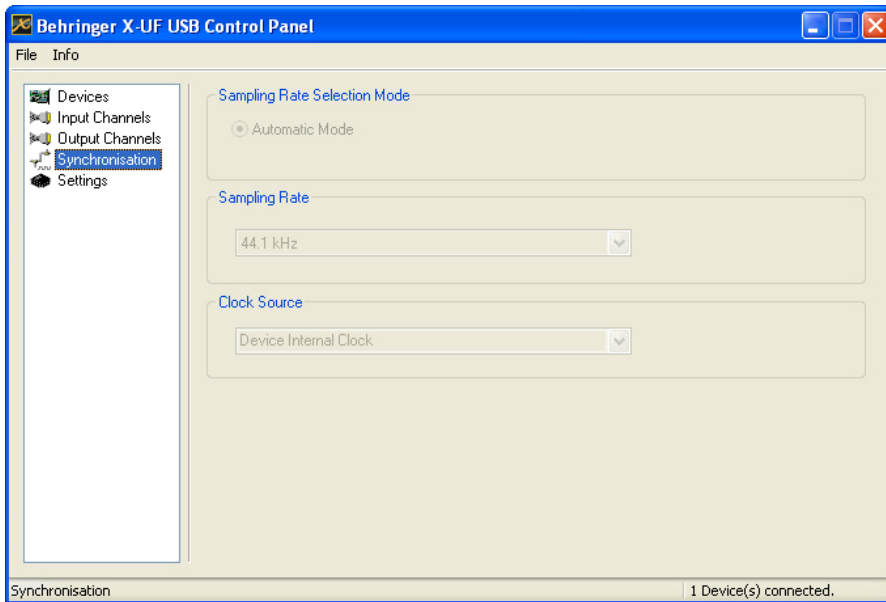 Behringer X-UF USB Control Panel
File Info
Devices
Input Channels
Output Channels
Synchronisation
Settings
Sampling Rate Selection Mode
Automatic Mode
Sampling Rate
44.1 kHz
Clock Source
Device Internal Clock
Synchronisation
1 Device(s) connected.